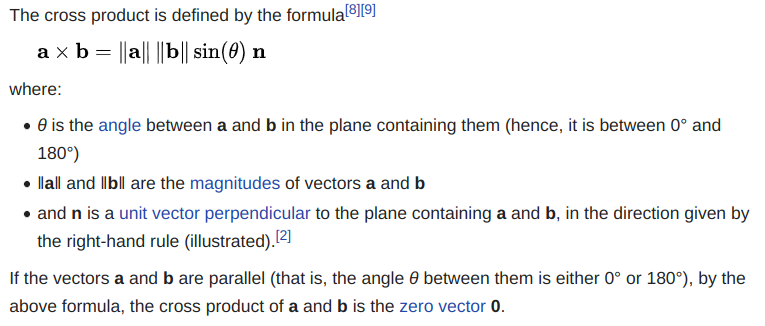 The cross product is defined by the formula[8][9]
a × b = ‖a‖ ‖b‖ sin(θ) n
where:
• θ is the angle between a and b in the plane containing them (hence, it is between 0° and
180°)
• ‖a‖ and ‖b‖ are the magnitudes of vectors a and b
• and n is a unit vector perpendicular to the plane containing a and b, in the direction given by
the right-hand rule (illustrated).[2]
If the vectors a and b are parallel (that is, the angle θ between them is either 0° or 180°), by the
above formula, the cross product of a and b is the zero vector 0.